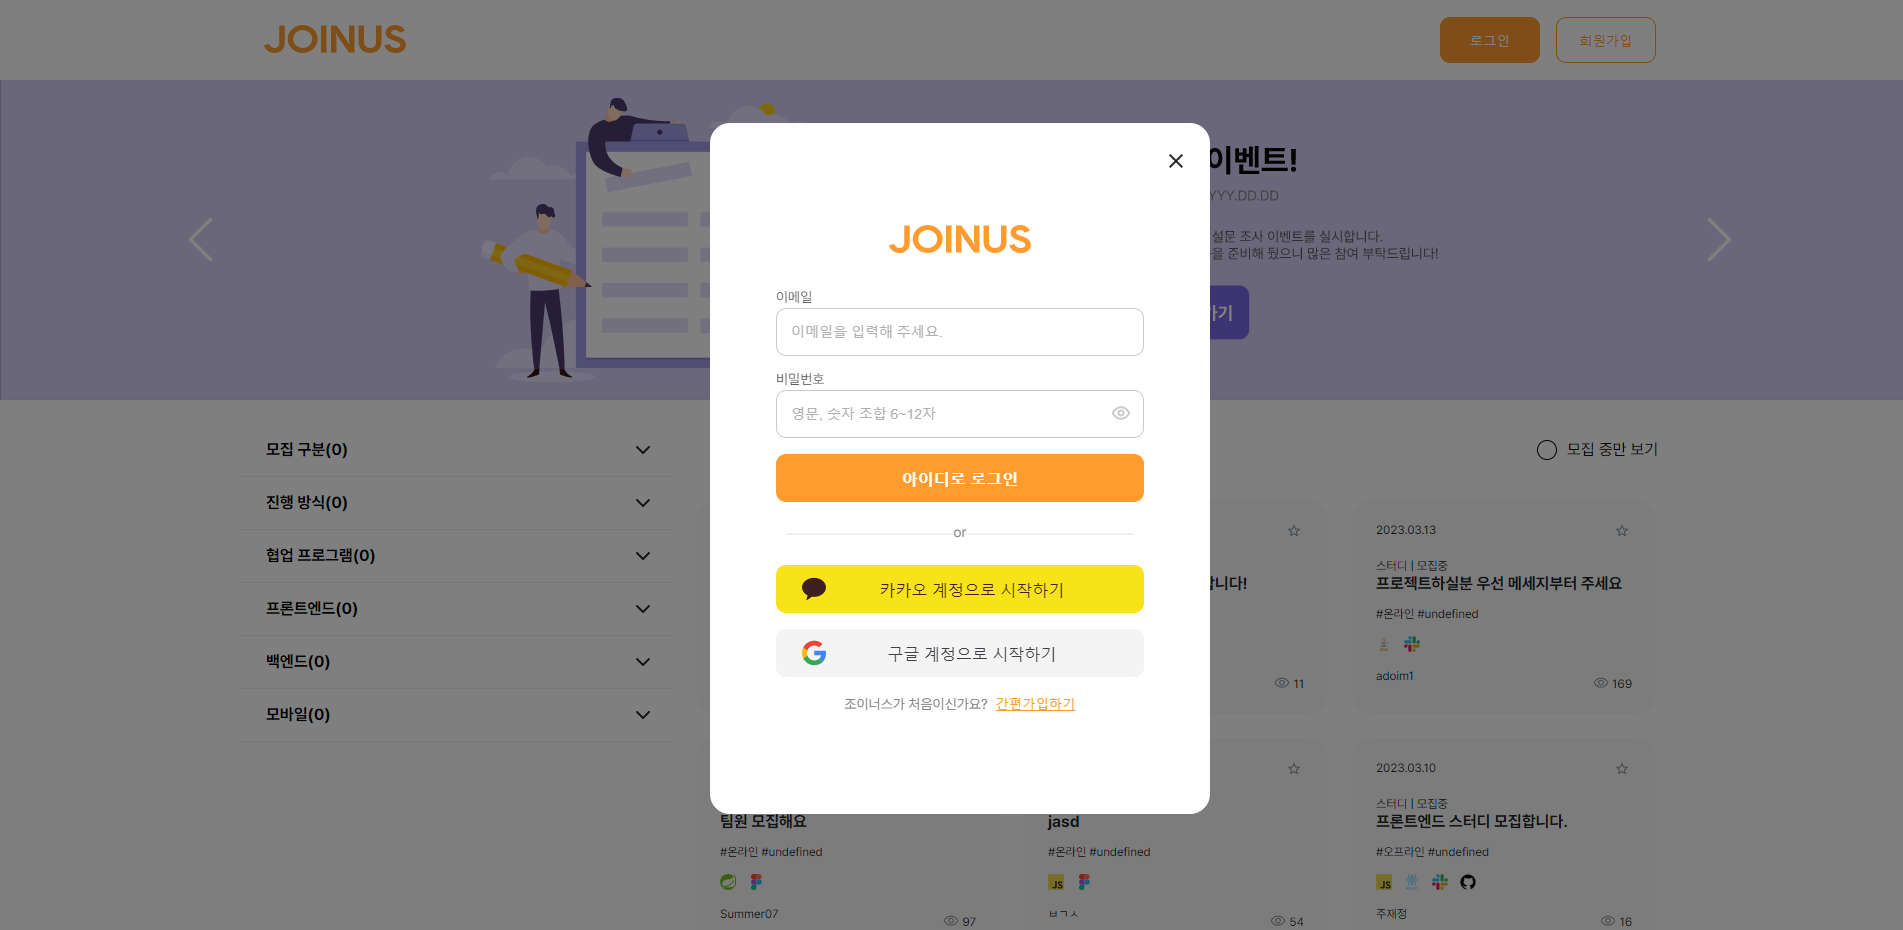 JOINUS
로그인
회원가입
이벤트!
YYY.DD.DD
설문 조사 이벤트를 실시합니다.
을 준비해 뒀으니 많은 참여 부탁드립니다!
가기
JOINUS
이메일
이메일을 입력해 주세요.
비밀번호
영문, 숫자 조합 6~12자
아이디로 로그인
or
카카오 계정으로 시작하기
구글 계정으로 시작하기
조이너스가 처음이신가요? 간편가입하기
모집 구분(0)
진행 방식(0)
협업 프로그램(0)
프론트엔드(0)
백엔드(0)
모바일(0)
모집 중만 보기
합니다!
11
2023.03.13
스터디 | 모집중
프로젝트하실분 우선 메세지부터 주세요
#온라인 #undefined
adoim1
169
팀원 모집해요
#온라인 #undefined
Summer07
97
jasd
#온라인 #undefined
JS
ㅂㄱㅅ
54
2023.03.10
스터디 | 모집중
프론트엔드 스터디 모집합니다.
#오프라인 #undefined
JS
주재정
16